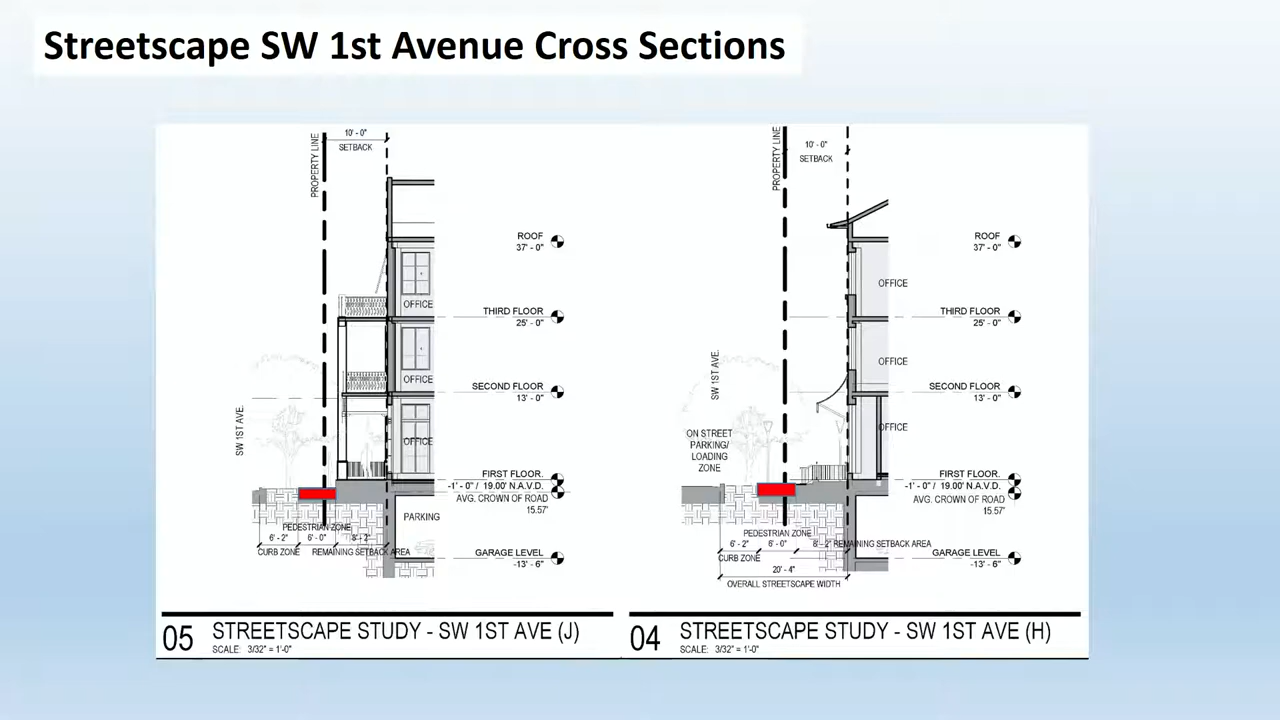 Streetscape SW 1st Avenue Cross Sections
10' - 0"
SETBACK
PROPERTY LINE
ROOF
37' - 0"
OFFICE
THIRD FLOOR
25' - 0"
OFFICE
SECOND FLOOR
13' - 0"
SW 1ST AVE.
OFFICE
FIRST FLOOR.
-1' - 0" / 19.00' N.A.V.D.
AVG. CROWN OF ROAD
15.57'
PARKING
PEDESTRIAN ZONE
6' - 2" 6' - 0" 8' - 2"
CURB ZONE REMAINING SETBACK AREA
GARAGE LEVEL
-13' - 6"
05 STREETSCAPE STUDY - SW 1ST AVE (J)
SCALE: 3/32" = 1'-0"
10' - 0"
SETBACK
PROPERTY LINE
ROOF
37' - 0"
OFFICE
THIRD FLOOR
25' - 0"
OFFICE
SW 1ST AVE.
SECOND FLOOR
13' - 0"
OFFICE
ON STREET
PARKING/
LOADING
ZONE
FIRST FLOOR.
-1' - 0" / 19.00' N.A.V.D.
AVG. CROWN OF ROAD
15.57'
PEDESTRIAN ZONE
6' - 2" 6' - 0" 8' - 2" REMAINING SETBACK AREA
CURB ZONE
GARAGE LEVEL
-13' - 6"
20' - 4"
OVERALL STREETSCAPE WIDTH
04 STREETSCAPE STUDY - SW 1ST AVE (H)
SCALE: 3/32" = 1'-0"